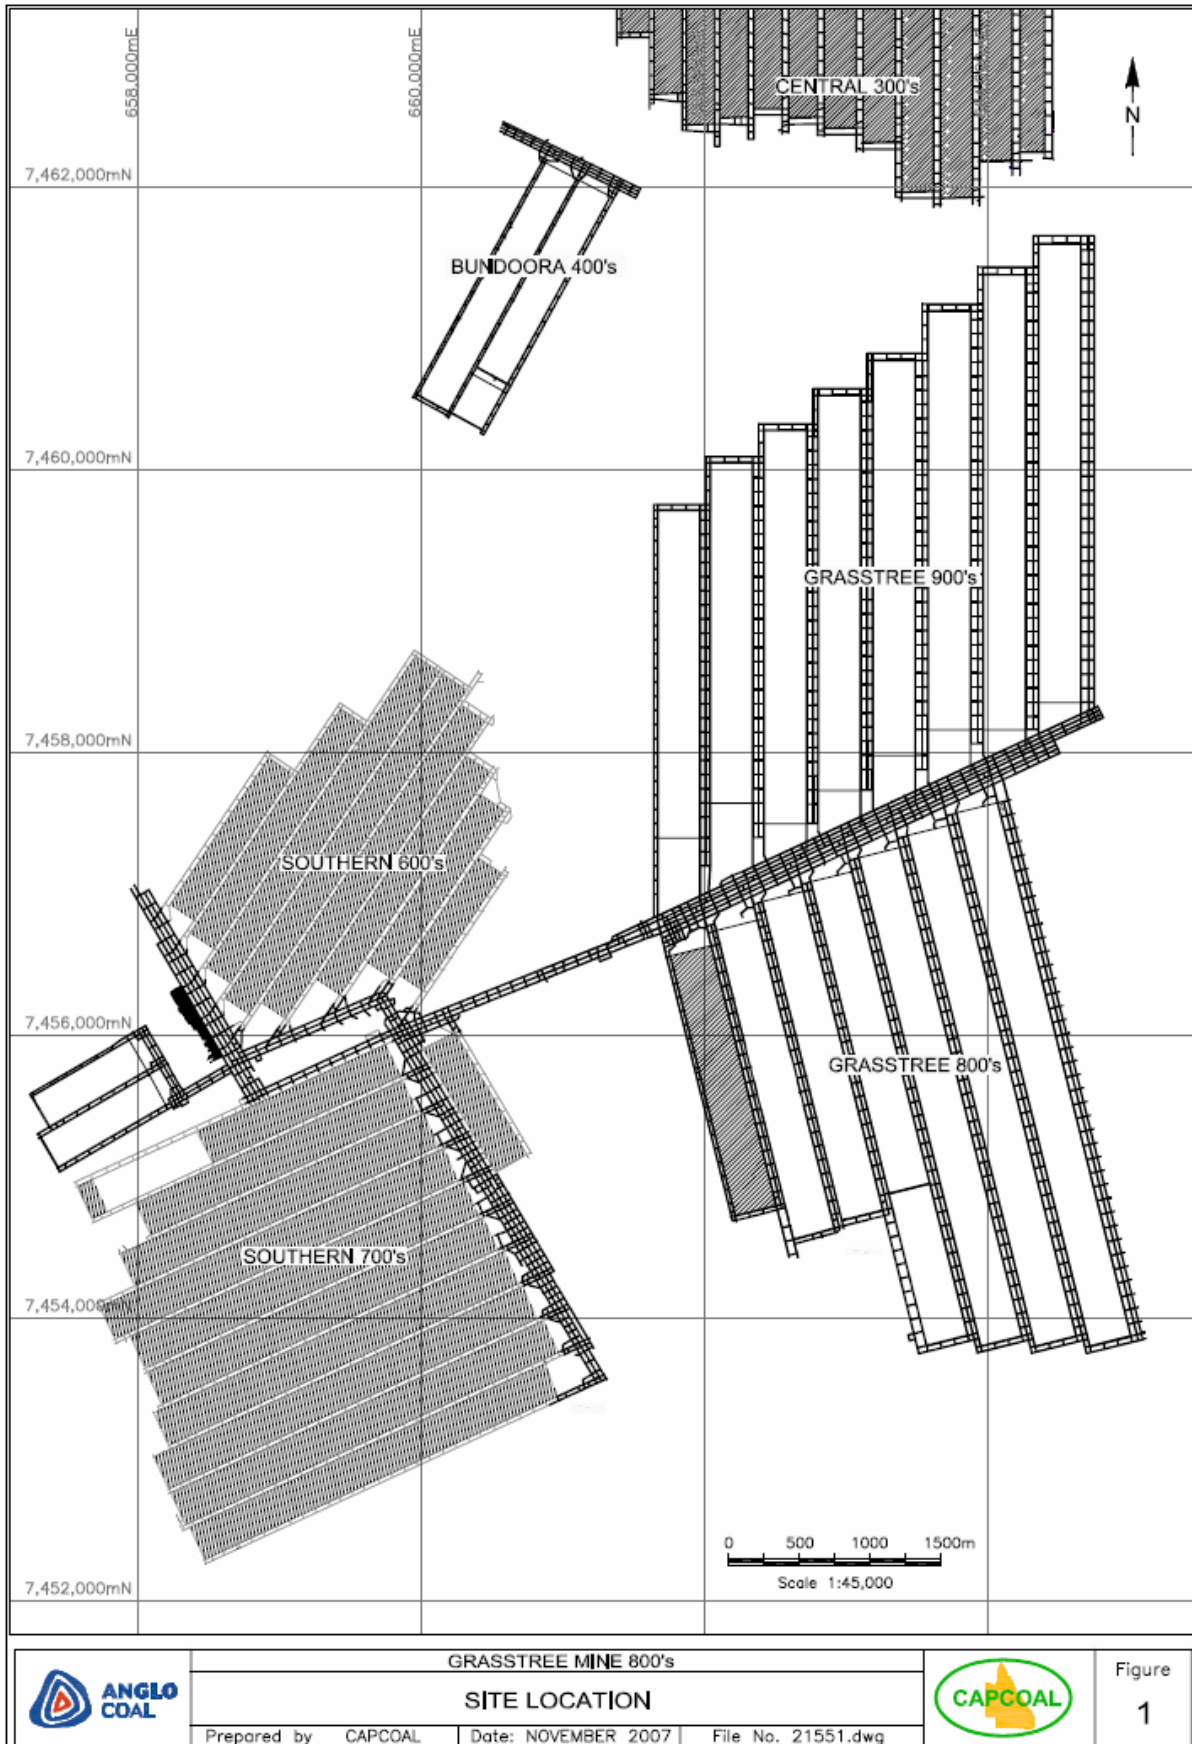 658,000mE
660,000mE
CENTRAL 300's
N
7,462,000mN
BUNDOORA 400's
7,460,000mN
GRASSTREE 900's
7,458,000mN
SOUTHERN 600's
7,456,000mN
GRASSTREE 800's
SOUTHERN 700's
7,454,000mN
0 500 1000 1500m
Scale 1:45,000
7,452,000mN
GRASSTREE MINE 800's
ANGLO
COAL
SITE LOCATION
CAPCOAL
Figure
1
Prepared by CAPCOAL
Date: NOVEMBER 2007
File No. 21551.dwg